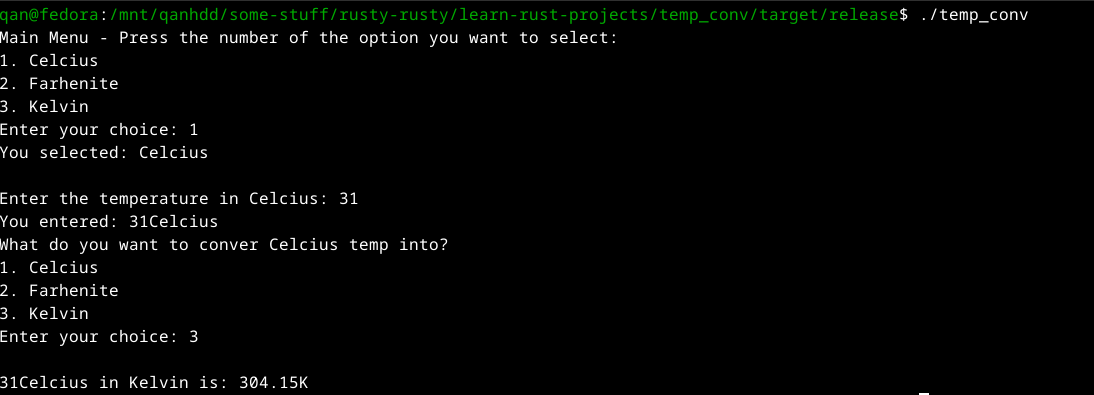 qan@fedora:/mnt/qanhdd/some-stuff/rusty-rusty/learn-rust-projects/temp_conv/target/release$ ./temp_conv
Main Menu - Press the number of the option you want to select:
1. Celcius
2. Farhenite
3. Kelvin
Enter your choice: 1
You selected: Celcius
Enter the temperature in Celcius: 31
You entered: 31Celcius
What do you want to conver Celcius temp into?
1. Celcius
2. Farhenite
3. Kelvin
Enter your choice: 3
31Celcius in Kelvin is: 304.15K